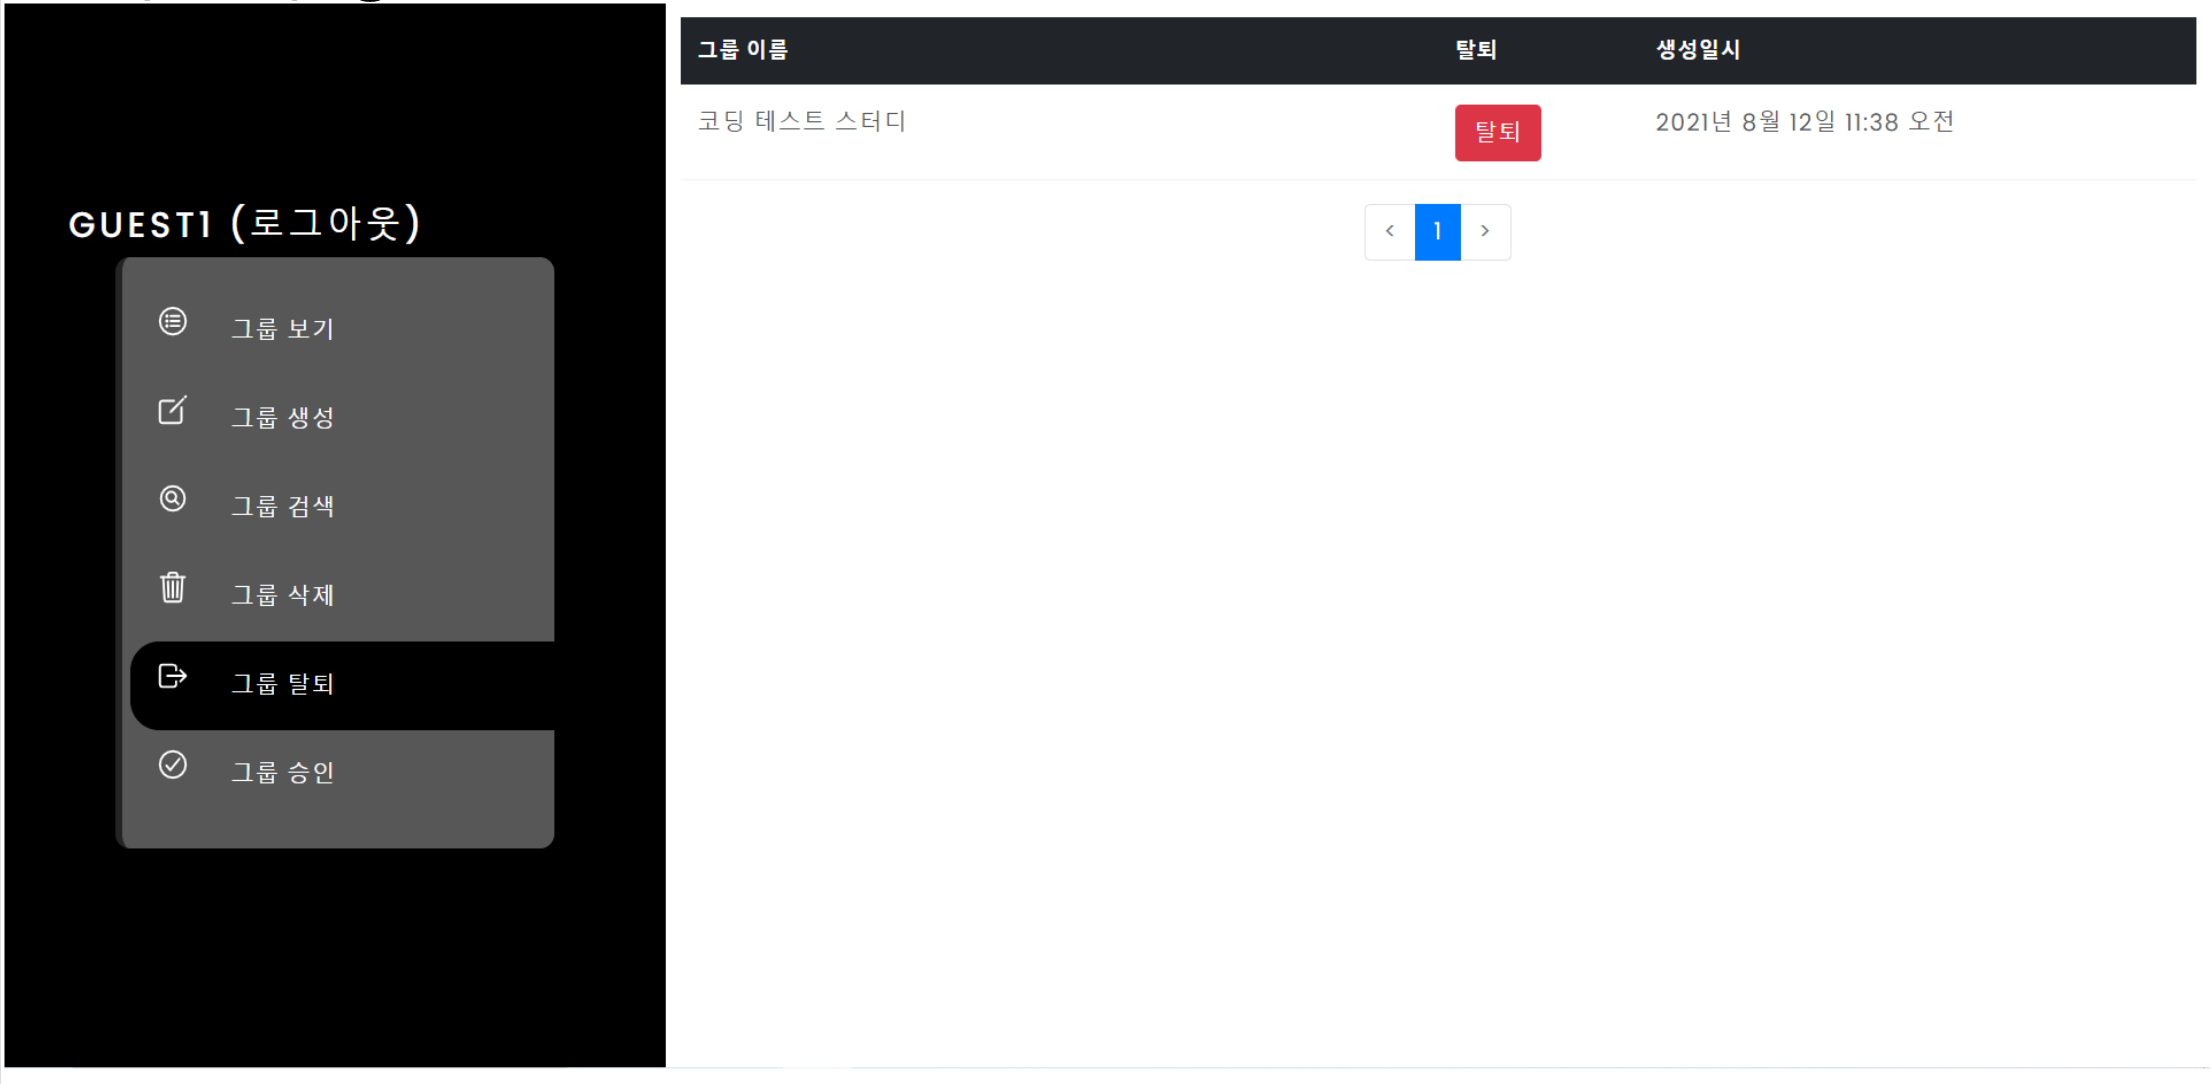 GUEST1 (로그아웃)
그룹 보기
그룹 생성
그룹 검색
그룹 삭제
그룹 탈퇴
그룹 승인
그룹 이름 탈퇴 생성일시
코딩 테스트 스터디 탈퇴 2021년 8월 12일 11:38 오전
< 1 >